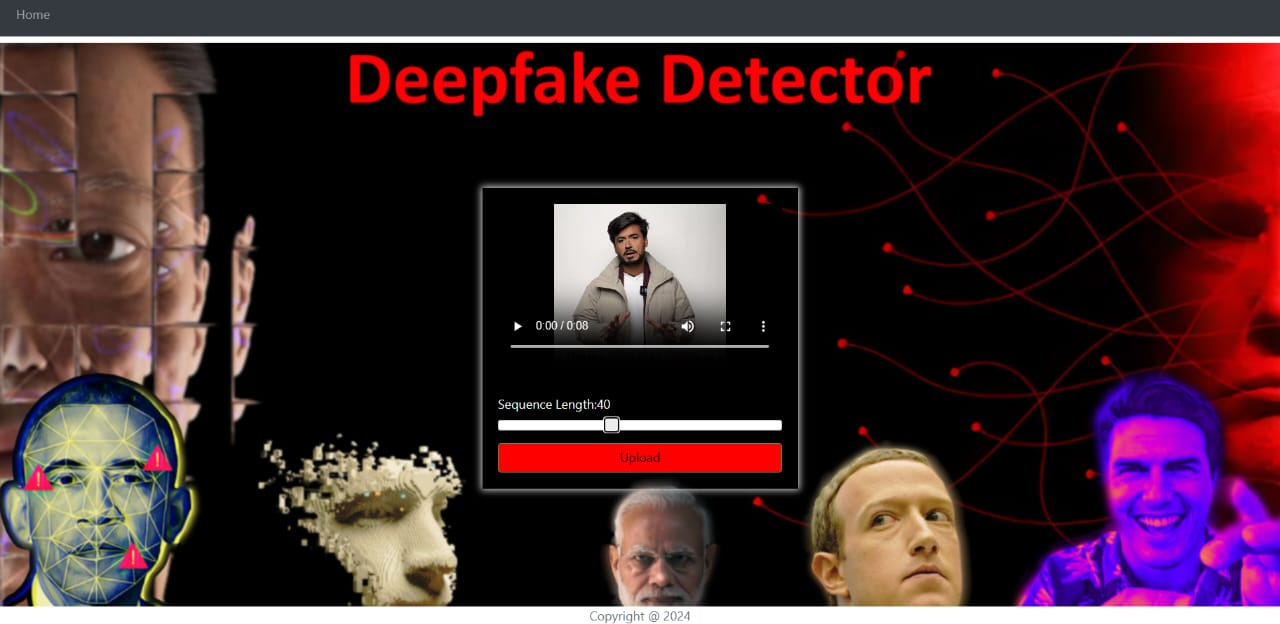 Home
Deepfake Detector
0:00 / 0:08
Sequence Length:40
Upload
Copyright @ 2024